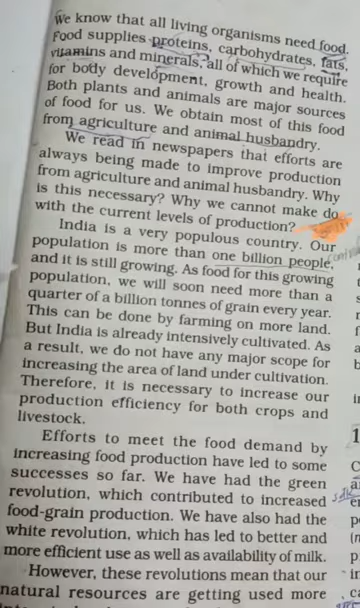 We know that all living organisms need food.
Food supplies proteins, carbohydrates, fats,
vitamins and minerals, all of which we require
for body development, growth and health.
Both plants and animals are major sources
of food for us. We obtain most of this food
from agriculture and animal husbandry.
We read in newspapers that efforts are
always being made to improve production
from agriculture and animal husbandry. Why
is this necessary? Why we cannot make do
with the current levels of production?
India is a very populous country. Our
population is more than one billion people,
and it is still growing. As food for this growing
population, we will soon need more than a
quarter of a billion tonnes of grain every year.
This can be done by farming on more land.
But India is already intensively cultivated. As
a result, we do not have any major scope for
increasing the area of land under cultivation.
Therefore, it is necessary to increase our
production efficiency for both crops and
livestock.
Efforts to meet the food demand by
increasing food production have led to some
successes so far. We have had the green
revolution, which contributed to increased
food-grain production. We have also had the
white revolution, which has led to better and
more efficient use as well as availability of milk.
However, these revolutions mean that our
natural resources are getting used more